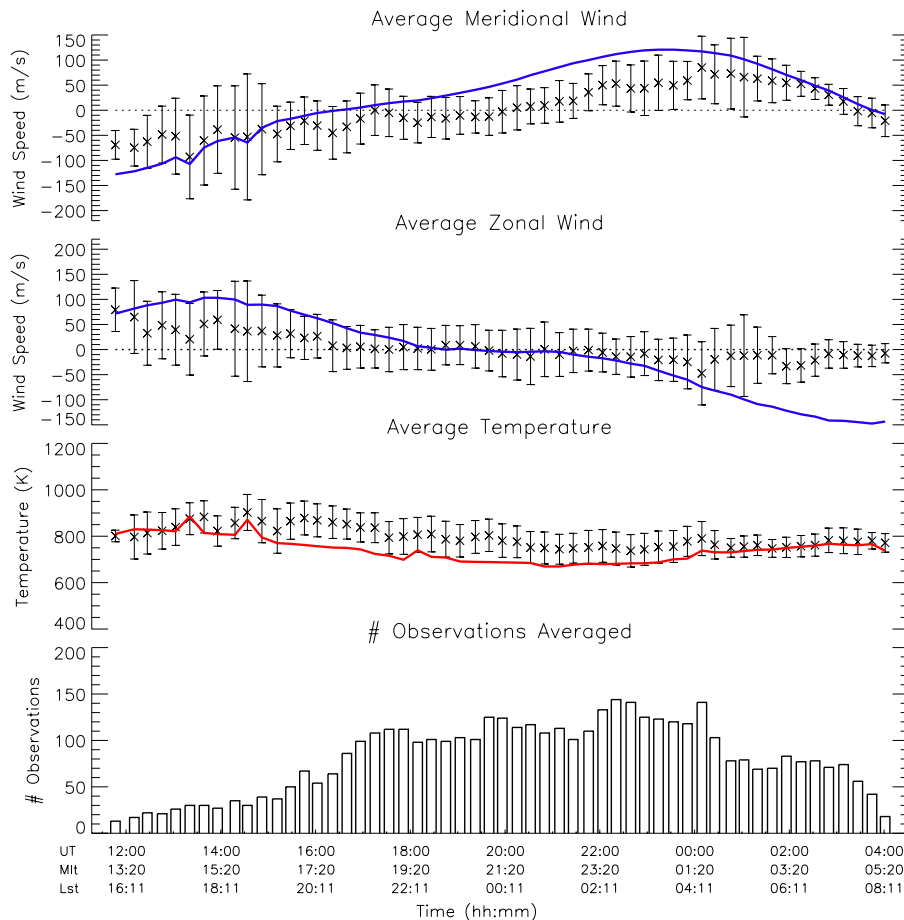 Average Meridional Wind
Wind Speed (m/s)
150
100
50
0
-50
-100
-150
-200
Average Zonal Wind
Wind Speed (m/s)
200
150
100
50
0
-50
-100
-150
Average Temperature
Temperature (K)
1200
1000
800
600
400
# Observations Averaged
# Observations
200
150
100
50
0
UT 12:00 14:00 16:00 18:00 20:00 22:00 00:00 02:00 04:00
Mlt 13:20 15:20 17:20 19:20 21:20 23:20 01:20 03:20 05:20
Lst 16:11 18:11 20:11 22:11 00:11 02:11 04:11 06:11 08:11
Time (hh:mm)